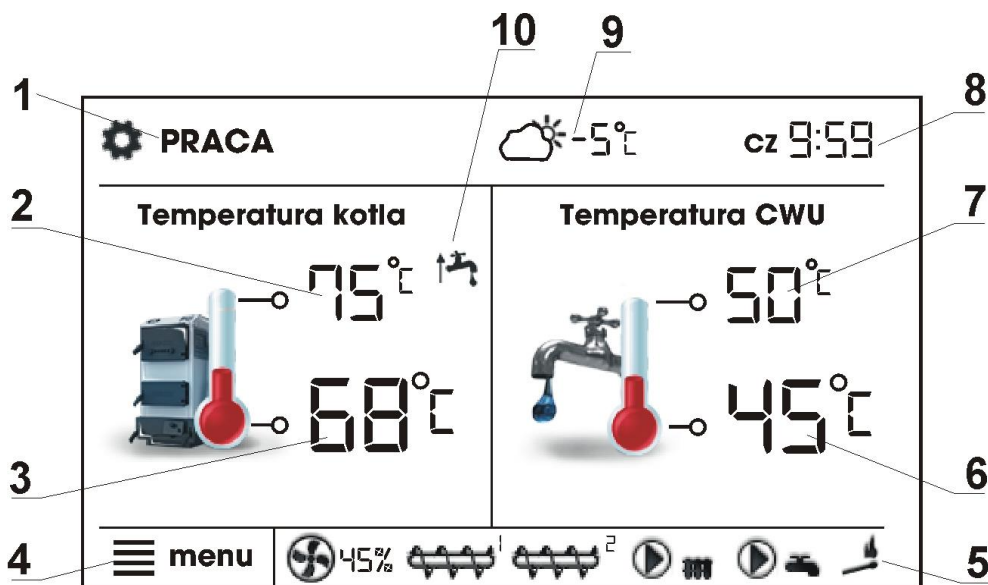 10 9
1 8
PRACA -5°C cz 9:59
2 7
Temperatura kotla Temperatura CWU
75°C 50°C
68°C 45°C
3 6
4 menu 45% 1 2 5